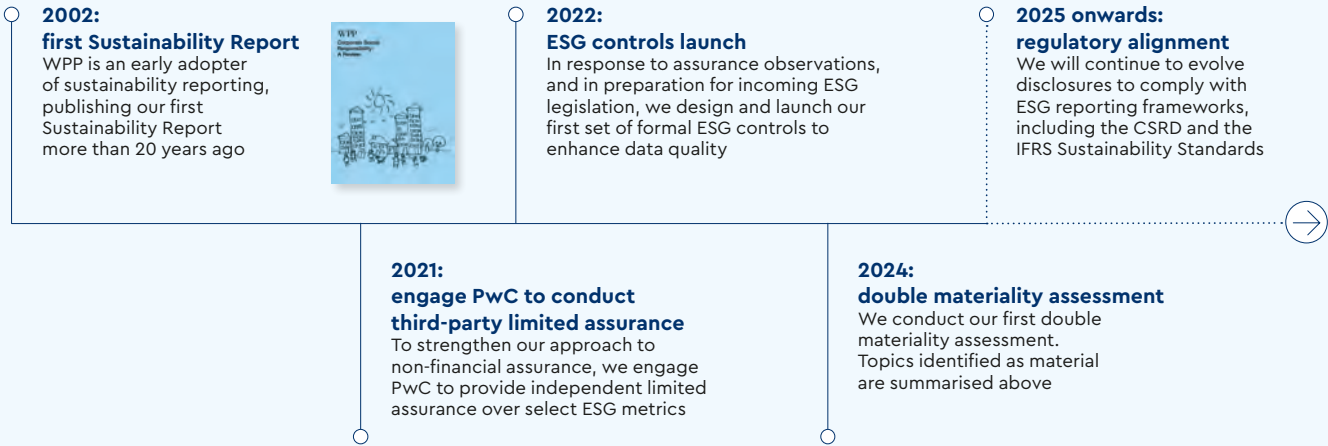 2002:
first Sustainability Report
WPP is an early adopter
of sustainability reporting,
publishing our first
Sustainability Report
more than 20 years ago
WPP
Corporate Social
Responsibility
A Review
2022:
ESG controls launch
In response to assurance observations,
and in preparation for incoming ESG
legislation, we design and launch our
first set of formal ESG controls to
enhance data quality
2025 onwards:
regulatory alignment
We will continue to evolve
disclosures to comply with
ESG reporting frameworks,
including the CSRD and the
IFRS Sustainability Standards
2021:
engage PwC to conduct
third-party limited assurance
To strengthen our approach to
non-financial assurance, we engage
PwC to provide independent limited
assurance over select ESG metrics
2024:
double materiality assessment
We conduct our first double
materiality assessment.
Topics identified as material
are summarised above